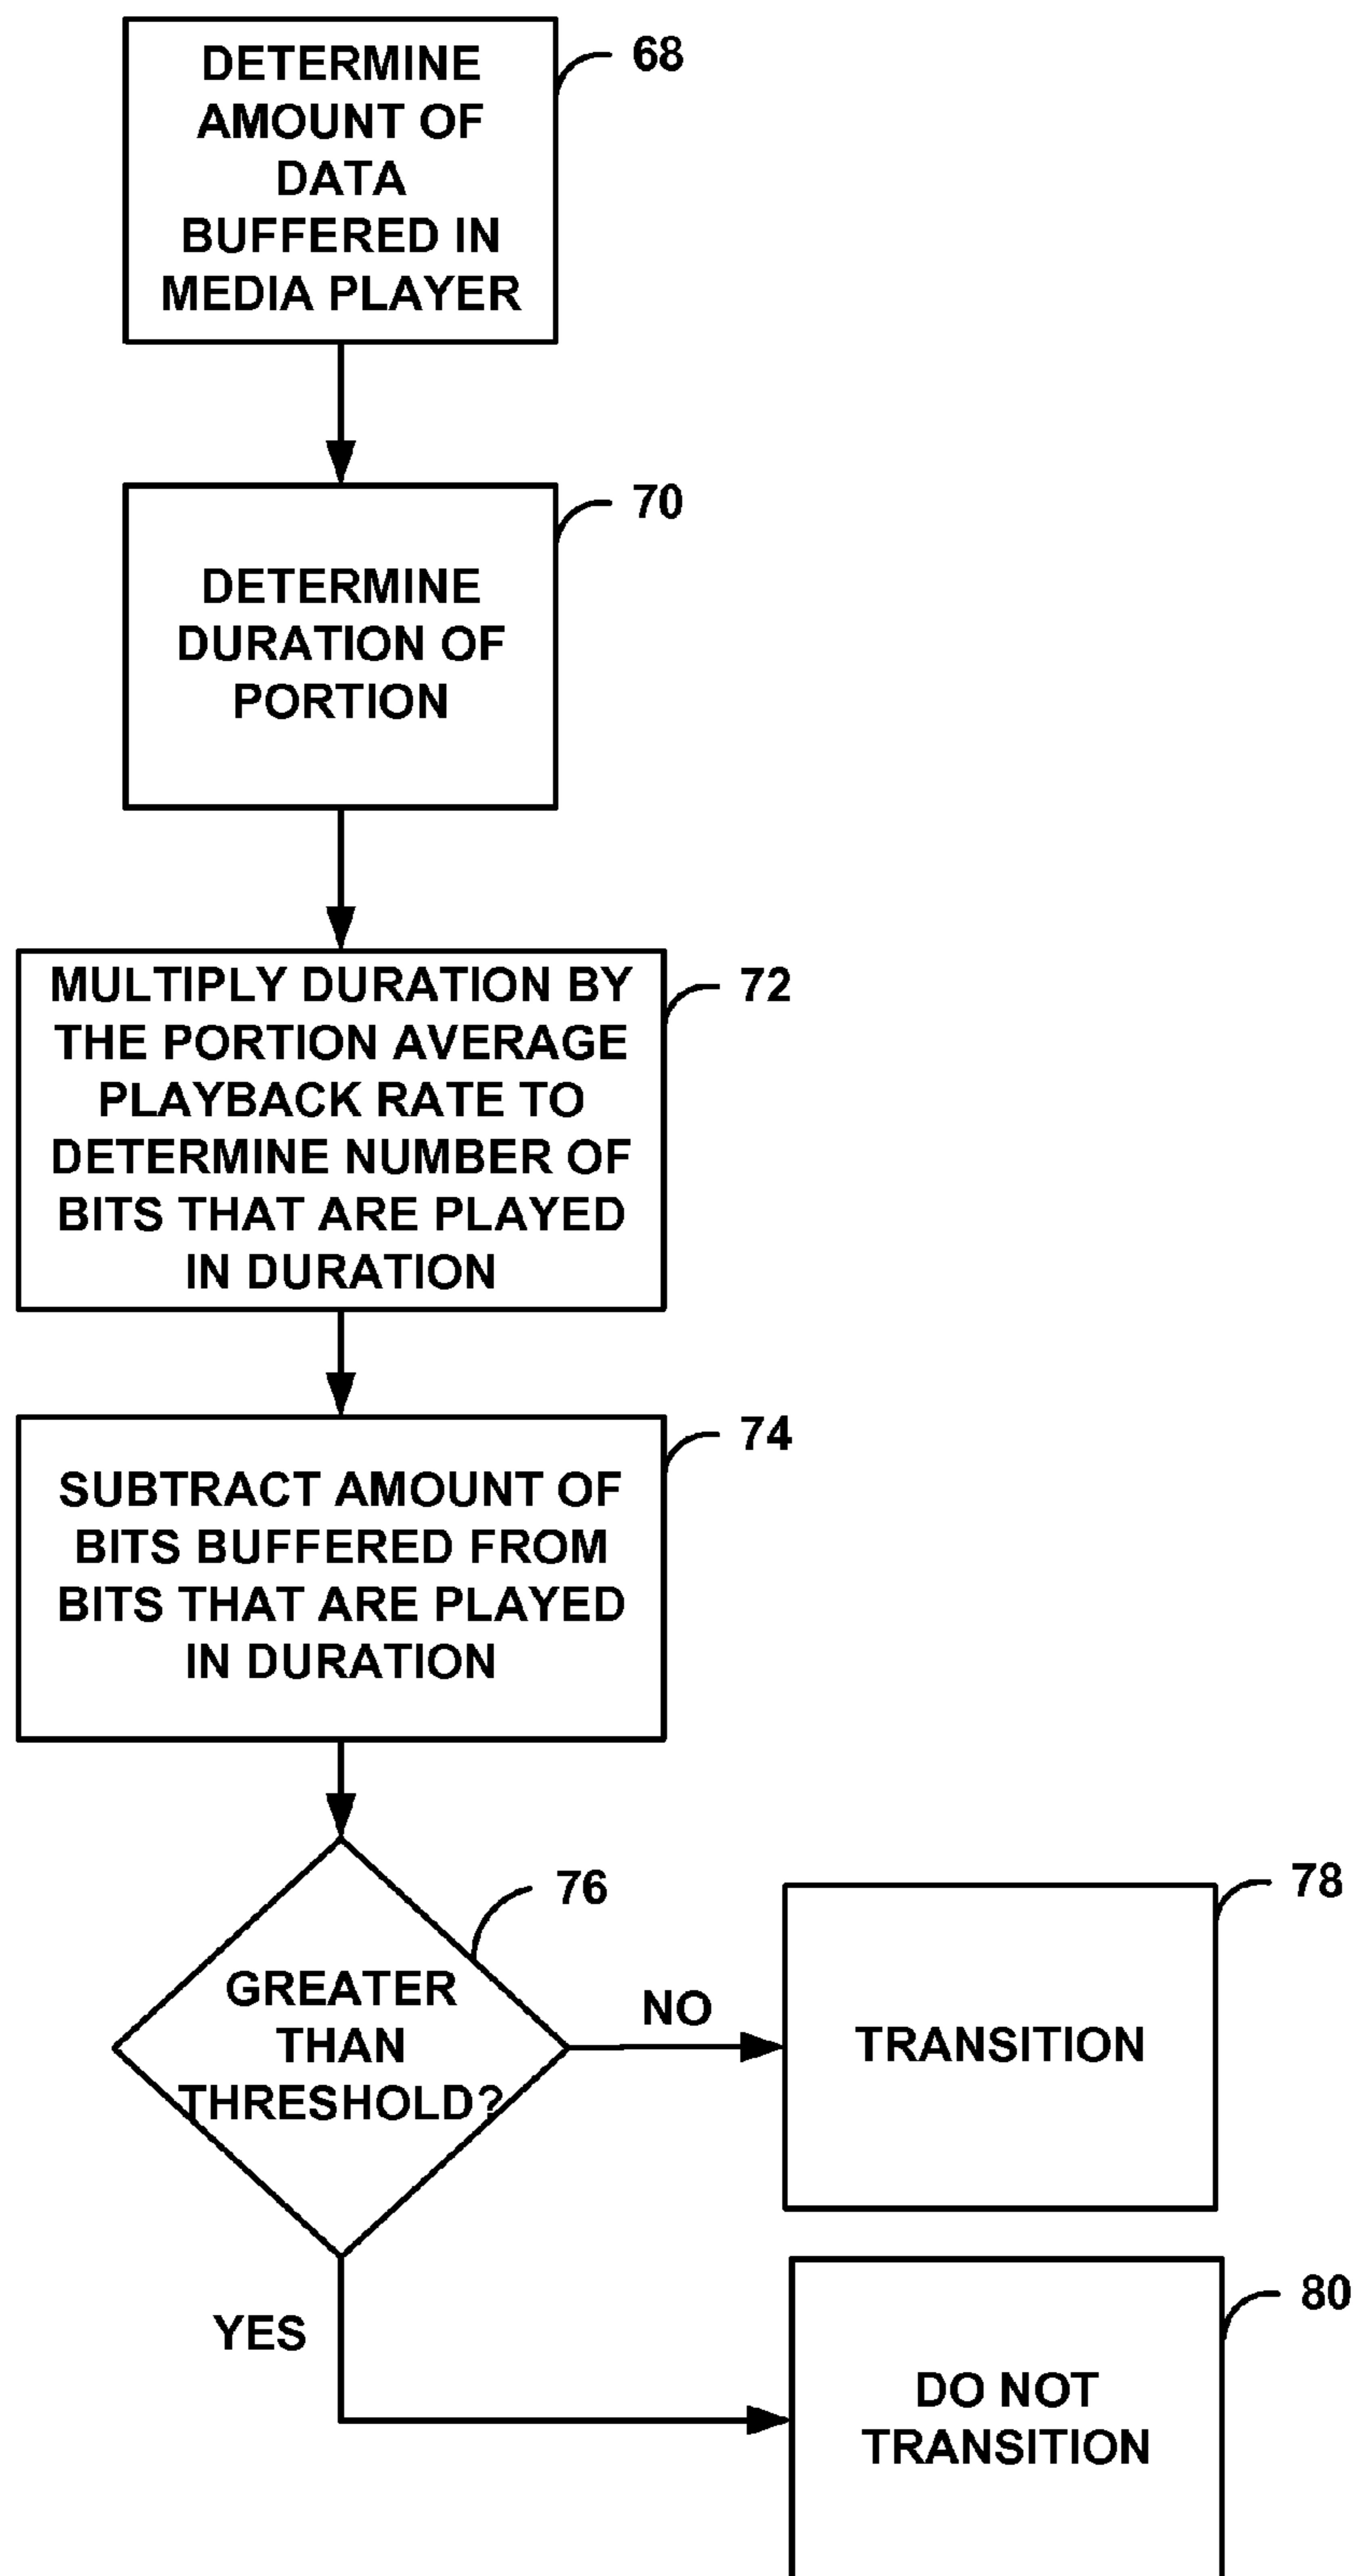 DETERMINE
AMOUNT OF
DATA
BUFFERED IN
MEDIA PLAYER
68
DETERMINE
DURATION OF
PORTION
70
MULTIPLY DURATION BY
THE PORTION AVERAGE
PLAYBACK RATE TO
DETERMINE NUMBER OF
BITS THAT ARE PLAYED
IN DURATION
72
SUBTRACT AMOUNT OF
BITS BUFFERED FROM
BITS THAT ARE PLAYED
IN DURATION
74
GREATER
THAN
THRESHOLD?
76
NO
TRANSITION
78
YES
DO NOT
TRANSITION
80